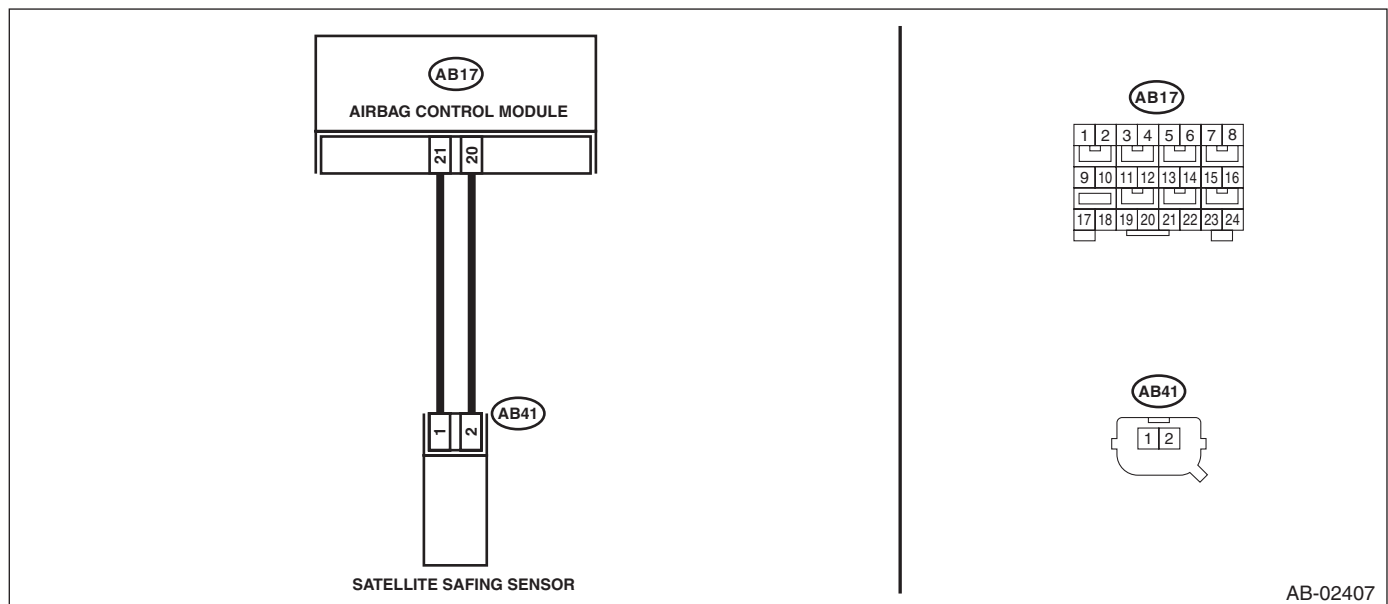 AB17
AIRBAG CONTROL MODULE
21 20
1 2
AB41
SATELLITE SAFING SENSOR
AB17
1 2 3 4 5 6 7 8
9 10 11 12 13 14 15 16
17 18 19 20 21 22 23 24
AB41
1 2
AB-02407